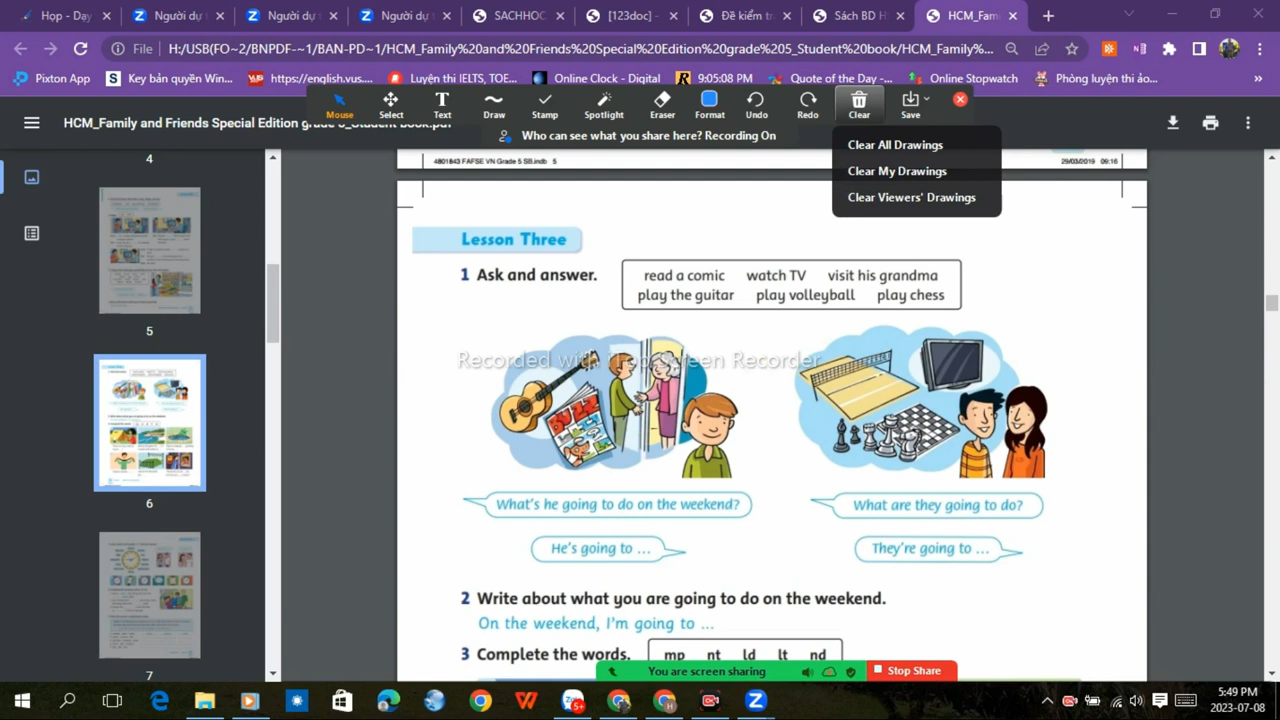 Họp - Dạy
Người dự
Người dự
Người dự
SACHHOC
[123doc] -
Đề kiểm tr
Sách BD H
HCM_Fami
File
H:/USB(FO~2/BNPDF-~1/BAN-PD~1/HCM_Family%20and%20Friends%20Special%20Edition%20grade%205_Student%20book/HCM_Family%...
Pixton App
Key bản quyền Win...
https://english.vus....
Luyện thi IELTS, TOE...
Online Clock - Digital
9:05:08 PM
Quote of the Day -...
Online Stopwatch
Phòng luyện thi ảo...
Mouse
Select
Text
Draw
Stamp
Spotlight
Eraser
Format
Undo
Redo
Clear
Save
HCM_Family and Friends Special Edition grade 5_Student book.pdf
Who can see what you share here? Recording On
Clear All Drawings
Clear My Drawings
Clear Viewers' Drawings
4
5
6
7
4801843 FAFSE VN Grade 5 SB.indb 5
29/03/2019 09:16
Lesson Three
1 Ask and answer.
read a comic watch TV visit his grandma
play the guitar play volleyball play chess
Recorded with iTop Screen Recorder
What's he going to do on the weekend?
What are they going to do?
He's going to ...
They're going to ...
2 Write about what you are going to do on the weekend.
On the weekend, I'm going to ...
3 Complete the words.
mp nt ld lt nd
You are screen sharing
Stop Share
5+
5:49 PM
2023-07-08